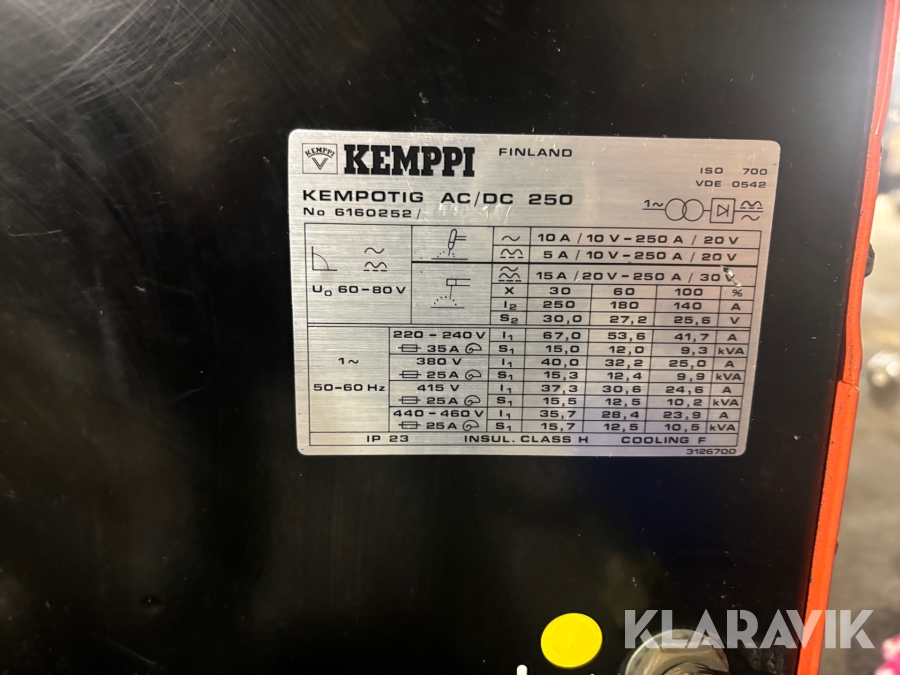 KEMPPI KEMPPI FINLAND
ISO 700
VDE 0542
KEMPOTIG AC/DC 250
No 6160252/
1~
~ 10 A / 10 V - 250 A / 20 V
5 A / 10 V - 250 A / 20 V
15 A / 20 V - 250 A / 30 V
U₀ 60-80 V
X 30 60 100 %
I₂ 250 180 140 A
S₂ 30,0 27,2 25,6 V
220-240 V I₁ 67,0 53,6 41,7 A
35 A S₁ 15,0 12,0 9,3 kVA
1~ 380 V I₁ 40,0 32,2 25,0 A
25 A S₁ 15,3 12,4 9,9 kVA
50-60 Hz 415 V I₁ 37,3 30,6 24,6 A
25 A S₁ 15,5 12,5 10,2 kVA
440-460 V I₁ 35,7 28,4 23,9 A
25 A S₁ 15,7 12,5 10,5 kVA
IP 23 INSUL. CLASS H COOLING F
3126700
KLARAVIK